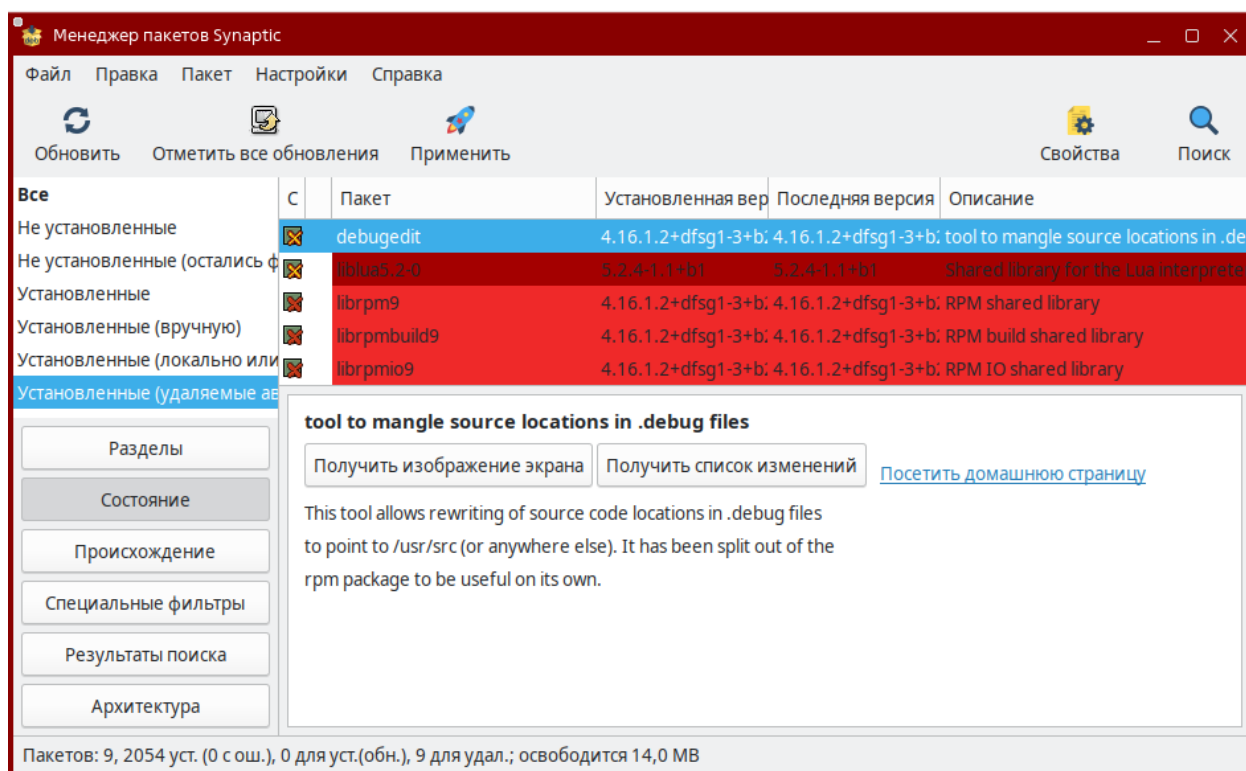 Менеджер пакетов Synaptic
Файл Правка Пакет Настройки Справка
Обновить Отметить все обновления Применить Свойства Поиск
Все
Не установленные
Не установленные (остались ф
Установленные
Установленные (вручную)
Установленные (локально или
Установленные (удаляемые ав
С Пакет Установленная вер Последняя версия Описание
debugedit 4.16.1.2+dfsg1-3+b 4.16.1.2+dfsg1-3+b tool to mangle source locations in .de
liblua5.2-0 5.2.4-1.1+b1 5.2.4-1.1+b1 Shared library for the Lua interprete
librpm9 4.16.1.2+dfsg1-3+b 4.16.1.2+dfsg1-3+b RPM shared library
librpmbuild9 4.16.1.2+dfsg1-3+b 4.16.1.2+dfsg1-3+b RPM build shared library
librpmio9 4.16.1.2+dfsg1-3+b 4.16.1.2+dfsg1-3+b RPM IO shared library
Разделы
Состояние
Происхождение
Специальные фильтры
Результаты поиска
Архитектура
tool to mangle source locations in .debug files
Получить изображение экрана Получить список изменений Посетить домашнюю страницу
This tool allows rewriting of source code locations in .debug files
to point to /usr/src (or anywhere else). It has been split out of the
rpm package to be useful on its own.
Пакетов: 9, 2054 уст. (0 с ош.), 0 для уст.(обн.), 9 для удал.; освободится 14,0 MB